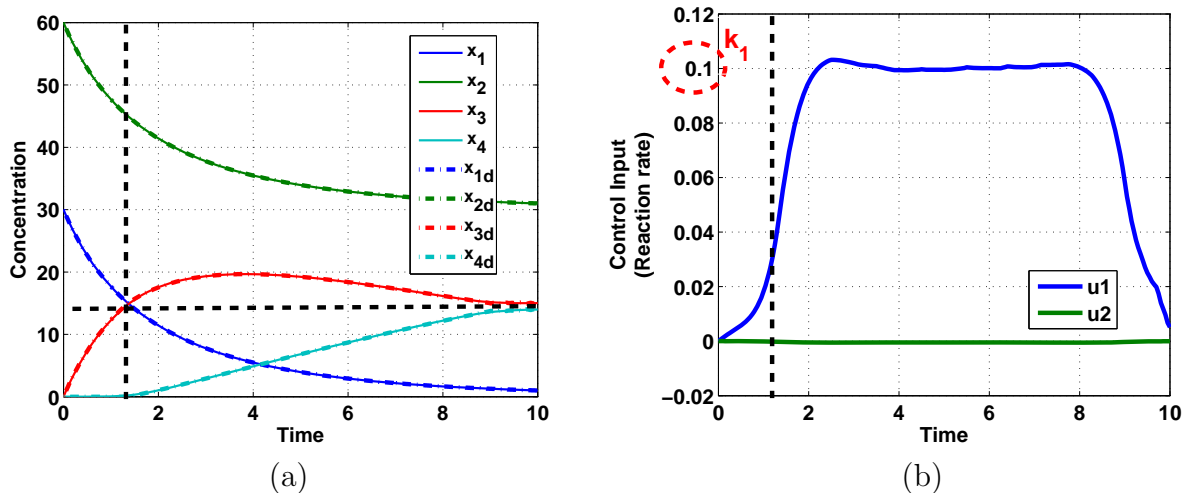 60
50
40
30
20
10
0
Concentration
0 2 4 6 8 10
Time
x1
x2
x3
x4
x1d
x2d
x3d
x4d
(a)
0.12
0.1
0.08
0.06
0.04
0.02
0
−0.02
k1
Control Input
(Reaction rate)
0 2 4 6 8 10
Time
u1
u2
(b)